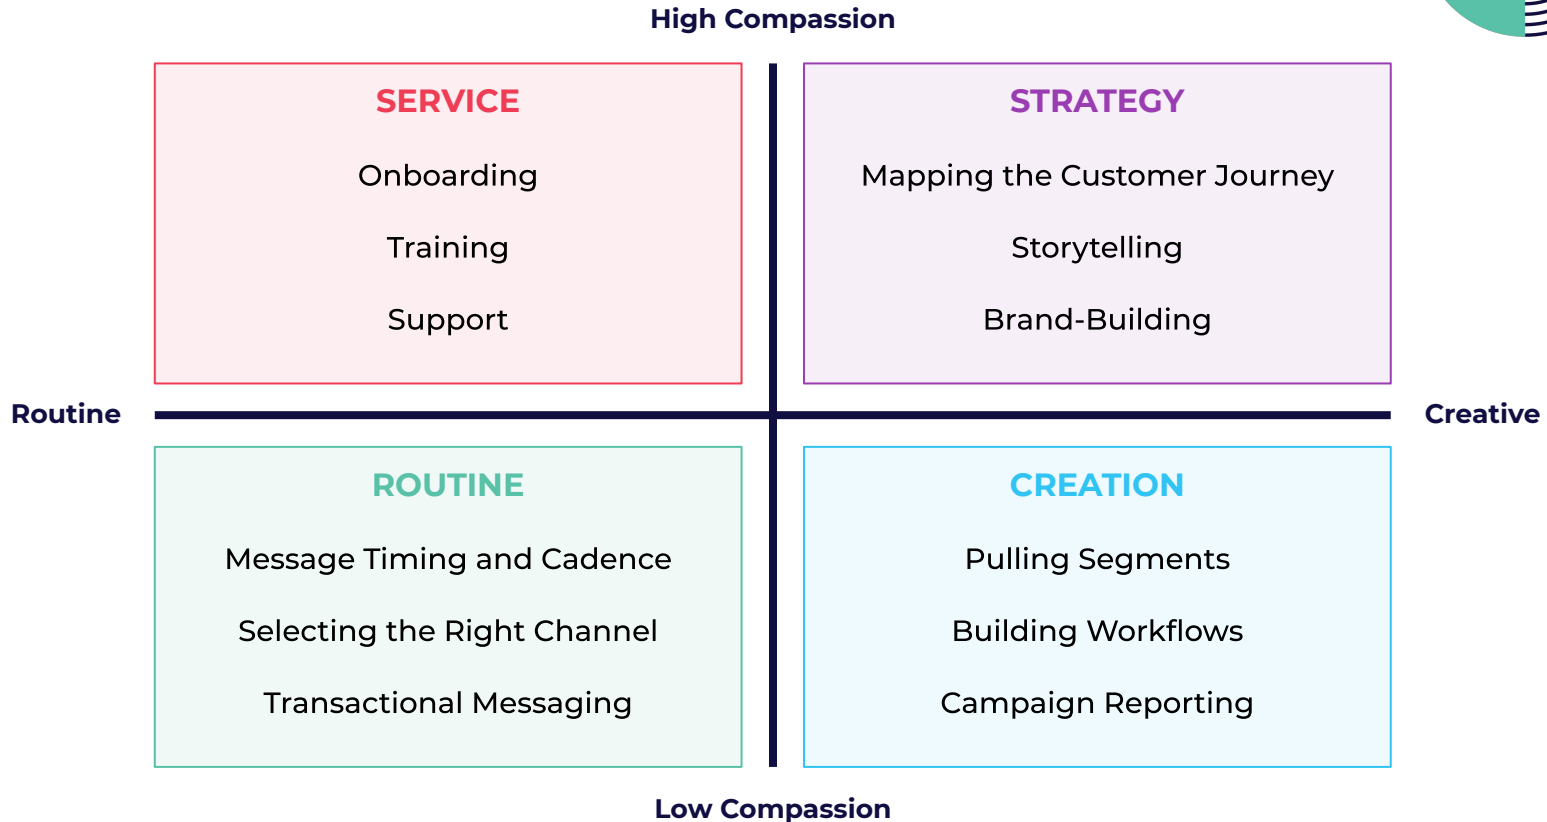 High Compassion
SERVICE
Onboarding
Training
Support
STRATEGY
Mapping the Customer Journey
Storytelling
Brand-Building
Routine
Creative
ROUTINE
Message Timing and Cadence
Selecting the Right Channel
Transactional Messaging
CREATION
Pulling Segments
Building Workflows
Campaign Reporting
Low Compassion